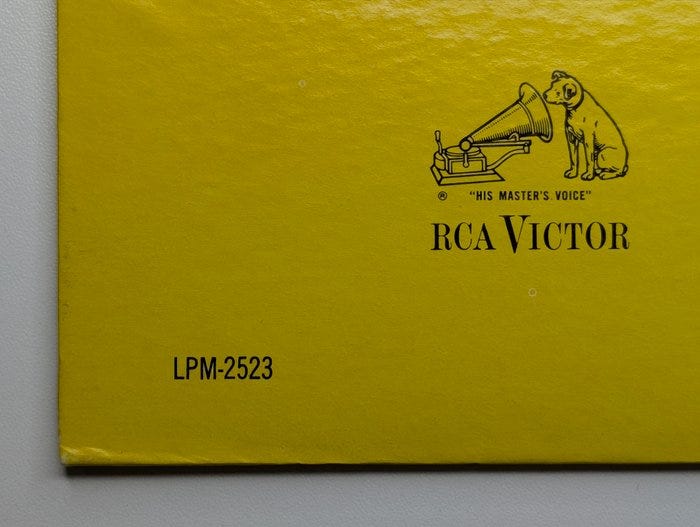 ® "HIS MASTER'S VOICE"
RCA VICTOR
LPM-2523